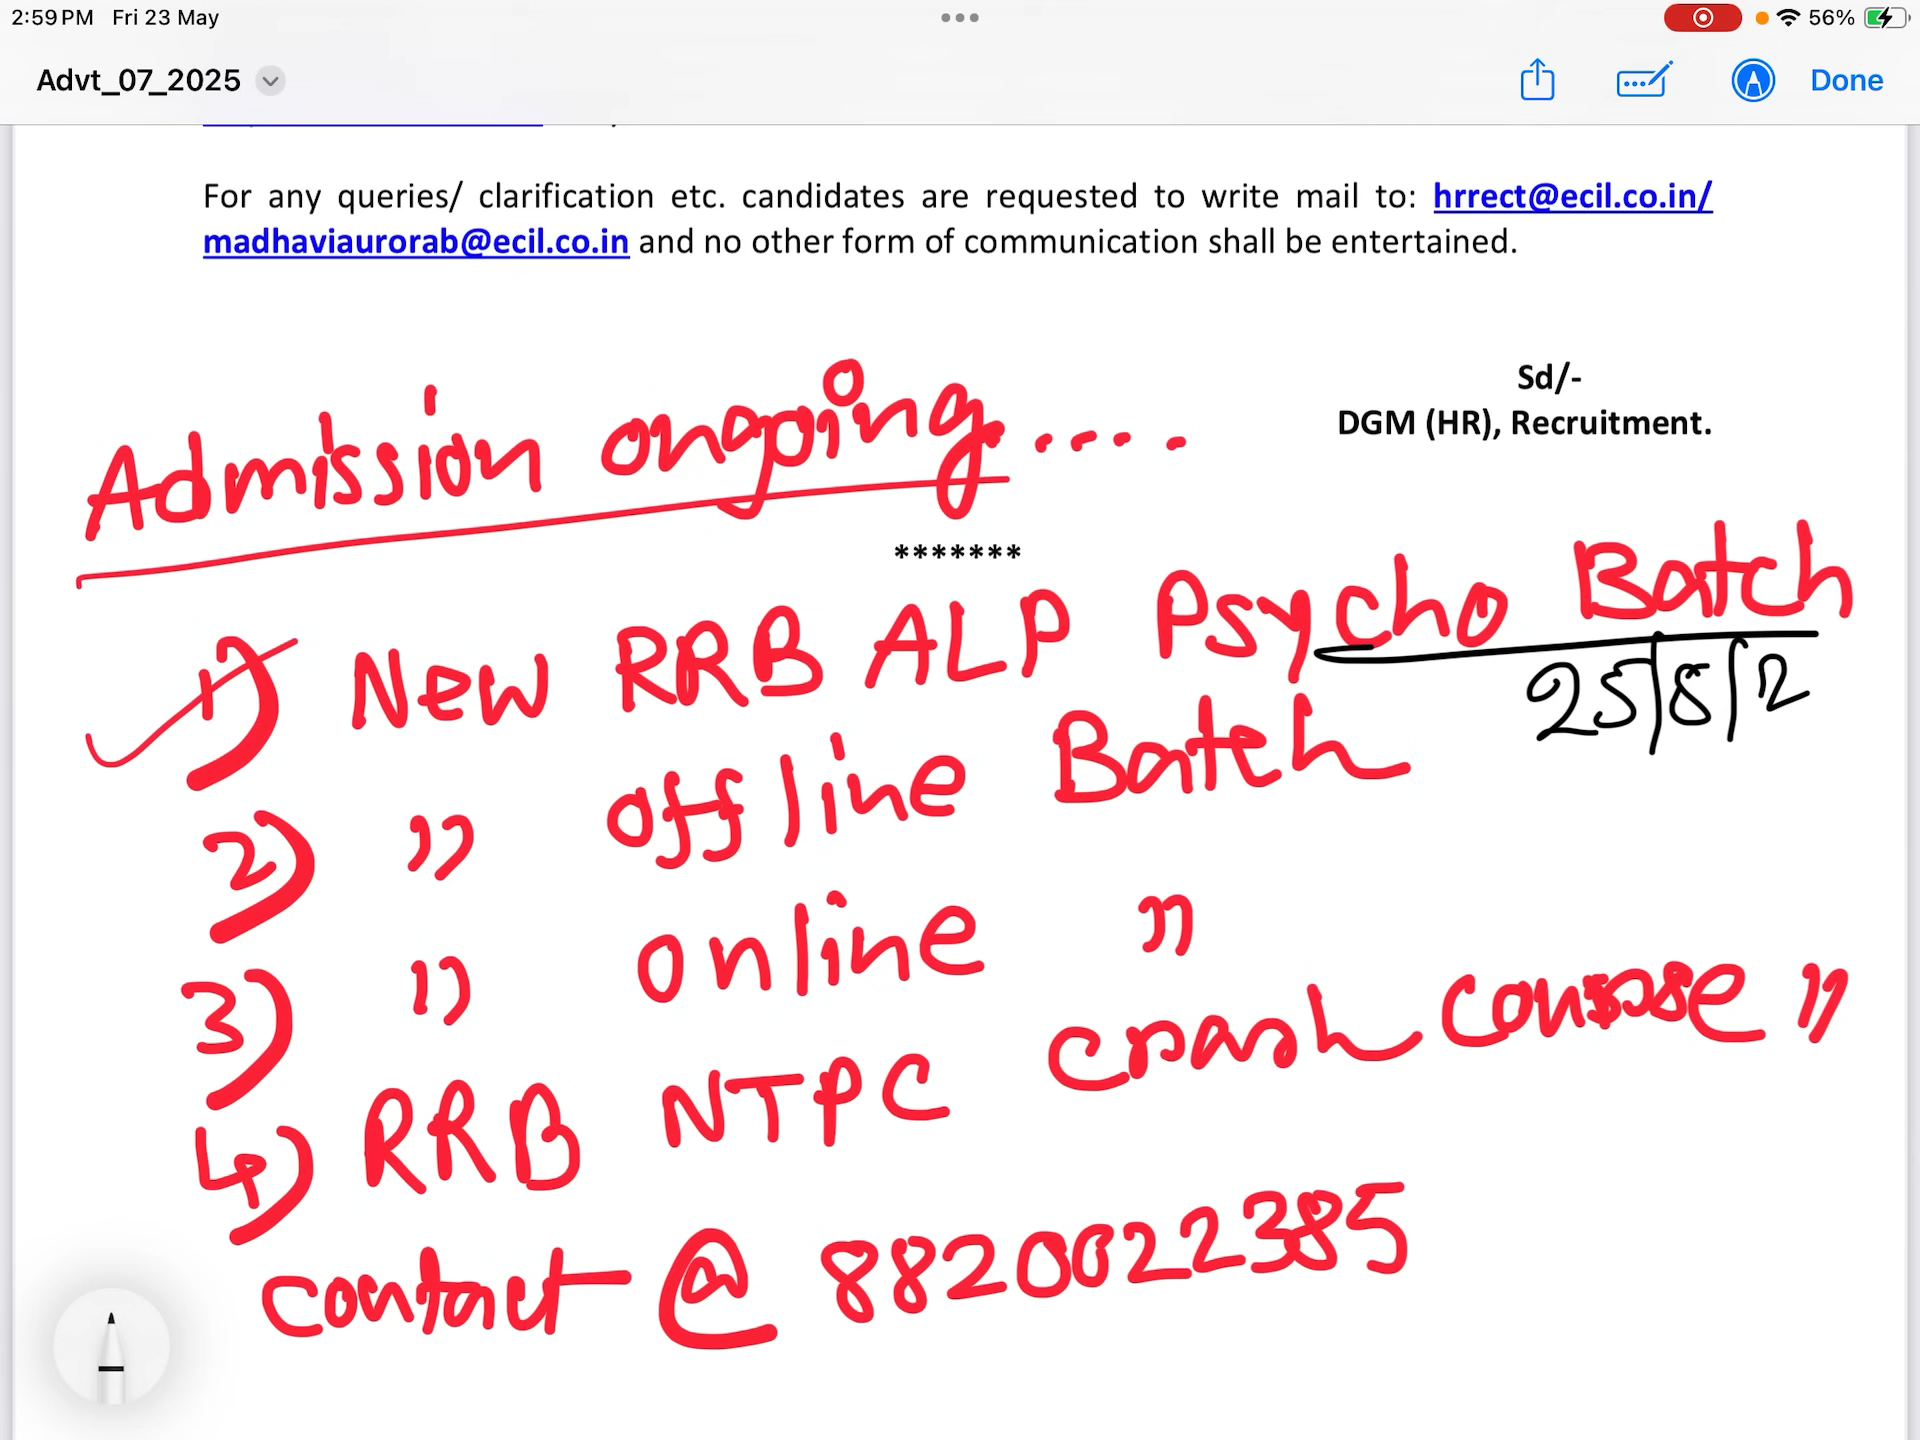 2:59 PM Fri 23 May
56%
Advt_07_2025
Done
For any queries/ clarification etc. candidates are requested to write mail to: hrrect@ecil.co.in/
madhaviaurorab@ecil.co.in and no other form of communication shall be entertained.
Sd/-
DGM (HR), Recruitment.
Admission ongoing.....
*******
1) New RRB ALP Psycho Batch
25/5/2
2) " offline Batch
3) " online "
4) RRB NTPC crash course "
contact @ 8820022385